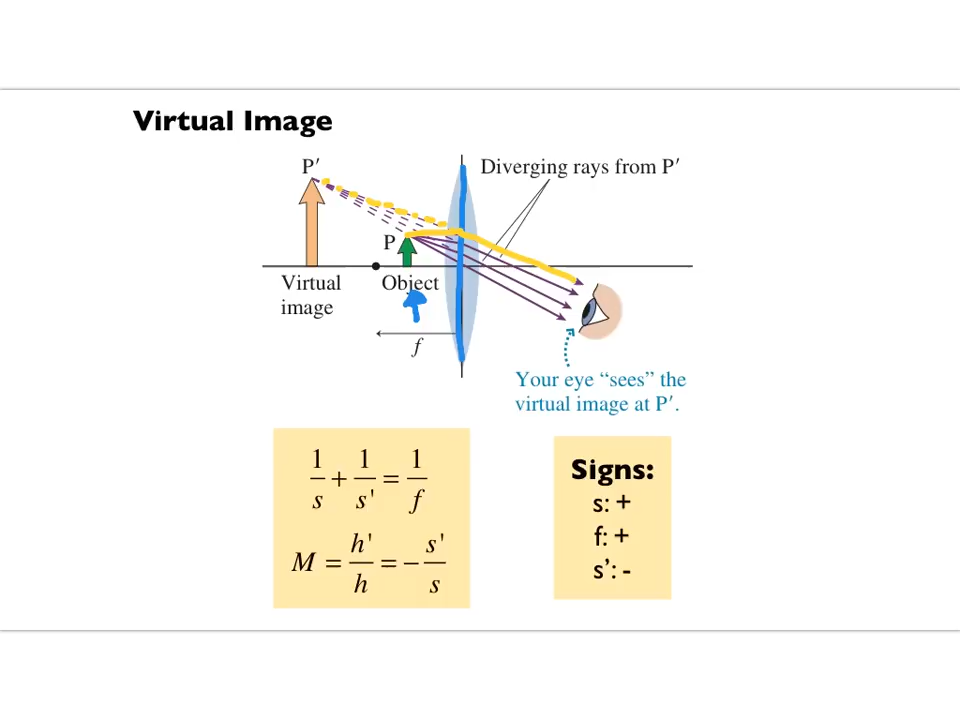 Virtual Image
P′
Diverging rays from P′
P
Virtual
image
Object
f
Your eye “sees” the
virtual image at P′.
1/s + 1/s' = 1/f
M = h'/h = − s'/s
Signs:
s: +
f: +
s’: -